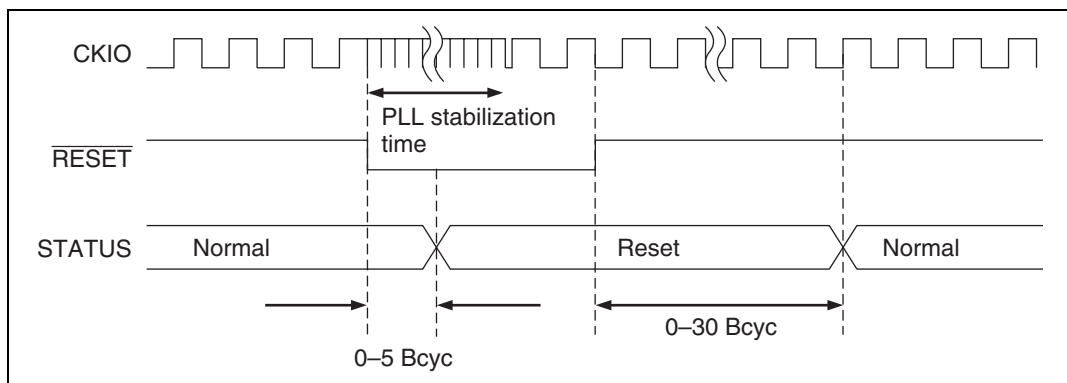 CKIO
PLL stabilization
time
RESET
STATUS
Normal
Reset
Normal
0–30 Bcyc
0–5 Bcyc